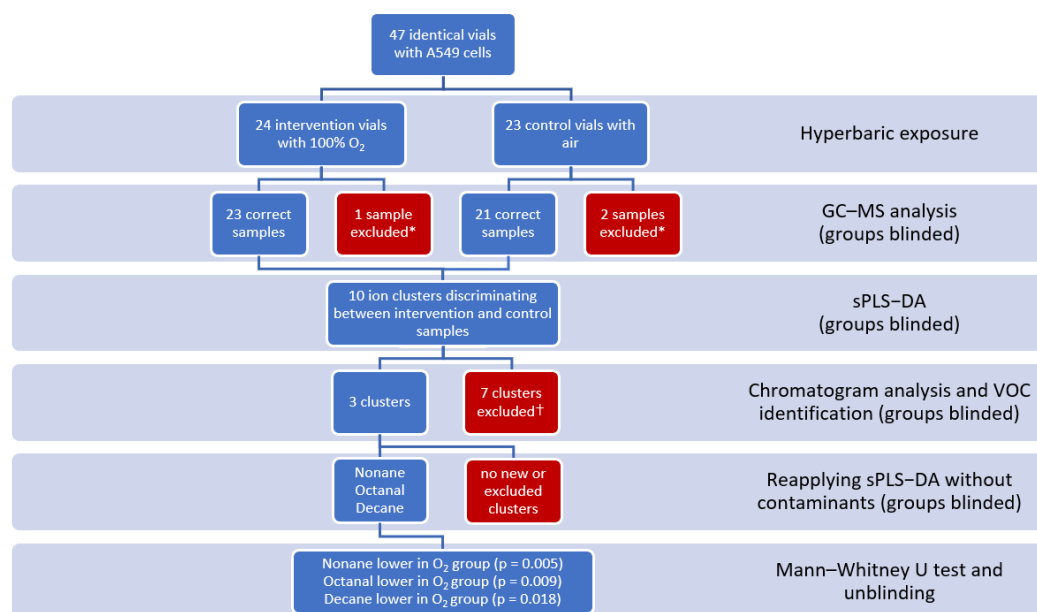 47 identical vials
with A549 cells
24 intervention vials
with 100% O₂
23 control vials with
air
Hyperbaric exposure
23 correct
samples
1 sample
excluded*
21 correct
samples
2 samples
excluded*
GC−MS analysis
(groups blinded)
10 ion clusters discriminating
between intervention and control
samples
sPLS−DA
(groups blinded)
3 clusters
7 clusters
excluded†
Chromatogram analysis and VOC
identification (groups blinded)
Nonane
Octanal
Decane
no new or
excluded
clusters
Reapplying sPLS−DA without
contaminants (groups blinded)
Nonane lower in O₂ group (p = 0.005)
Octanal lower in O₂ group (p = 0.009)
Decane lower in O₂ group (p = 0.018)
Mann−Whitney U test and
unblinding